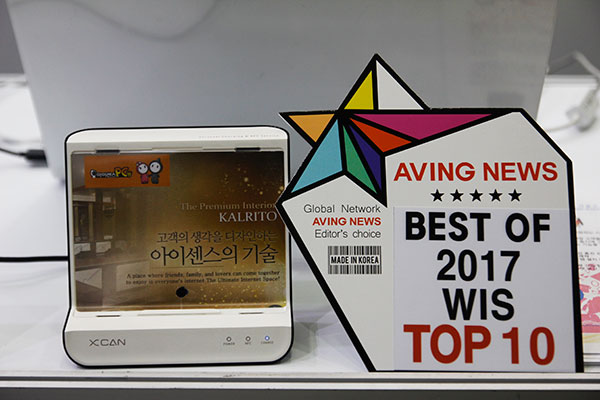 The Premium Interior
KALRITO
고객의 생각을 디자인하는
아이센스의 기술
A place where friends, family, and lovers can come together
to enjoy in everyone's internet The Ultimate Internet Space!
XCAN
POWER
NFC
CHARGE
Global Network
AVING NEWS
Editor's choice
MADE IN KOREA
AVING NEWS
BEST OF
2017
WIS
TOP 10